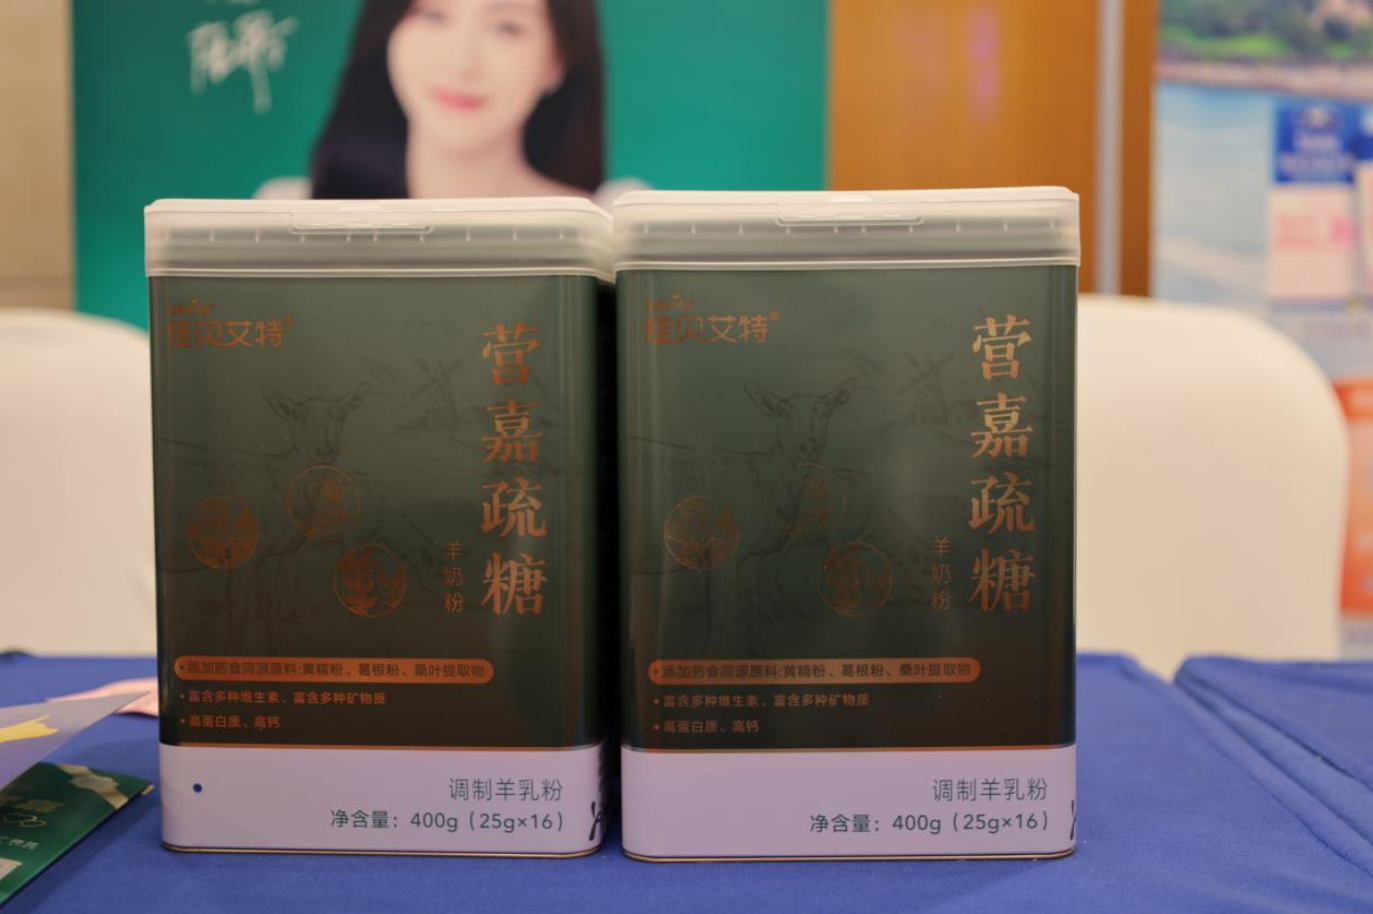 佳贝艾特®
营嘉疏糖
羊奶粉
•添加药食同源原料:黄精粉、葛根粉、桑叶提取物
•富含多种维生素、富含多种矿物质
•高蛋白质、高钙
调制羊乳粉
净含量：400g（25g×16）
佳贝艾特®
营嘉疏糖
羊奶粉
•添加药食同源原料:黄精粉、葛根粉、桑叶提取物
•富含多种维生素、富含多种矿物质
•高蛋白质、高钙
调制羊乳粉
净含量：400g（25g×16）